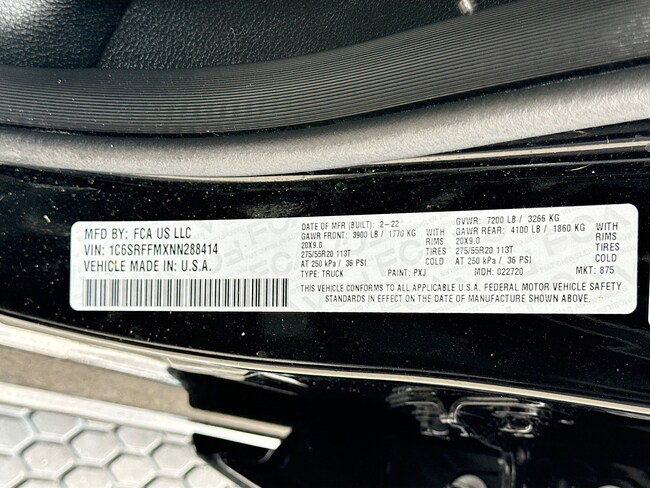 MFD BY: FCA US LLC
VIN: 1C6SRFFMXNN288414
VEHICLE MADE IN: U.S.A.
DATE OF MFR (BUILT): 2-22 GVWR: 7200 LB / 3266 KG
GAWR FRONT: 3900 LB / 1770 KG WITH GAWR REAR: 4100 LB / 1860 KG WITH
20X9.0 RIMS 20X9.0 RIMS
275/55R20 113T TIRES 275/55R20 113T TIRES
AT 250 kPa / 36 PSI COLD AT 250 kPa / 36 PSI COLD
TYPE: TRUCK PAINT: PXJ MDH: 022720 MKT: 875
THIS VEHICLE CONFORMS TO ALL APPLICABLE U.S.A. FEDERAL MOTOR VEHICLE SAFETY
STANDARDS IN EFFECT ON THE DATE OF MANUFACTURE SHOWN ABOVE.